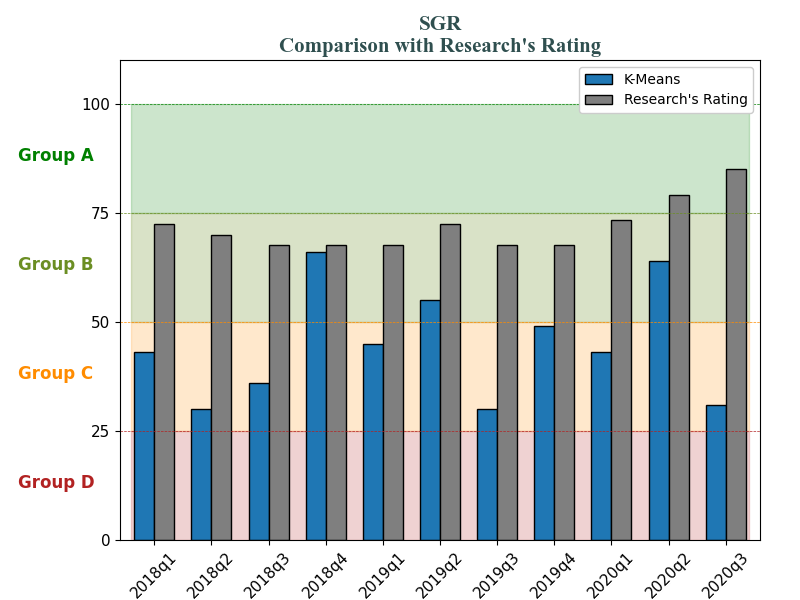 SGR
Comparison with Research's Rating
K-Means
Research's Rating
100
Group A
75
Group B
50
Group C
25
Group D
0
2018q1
2018q2
2018q3
2018q4
2019q1
2019q2
2019q3
2019q4
2020q1
2020q2
2020q3